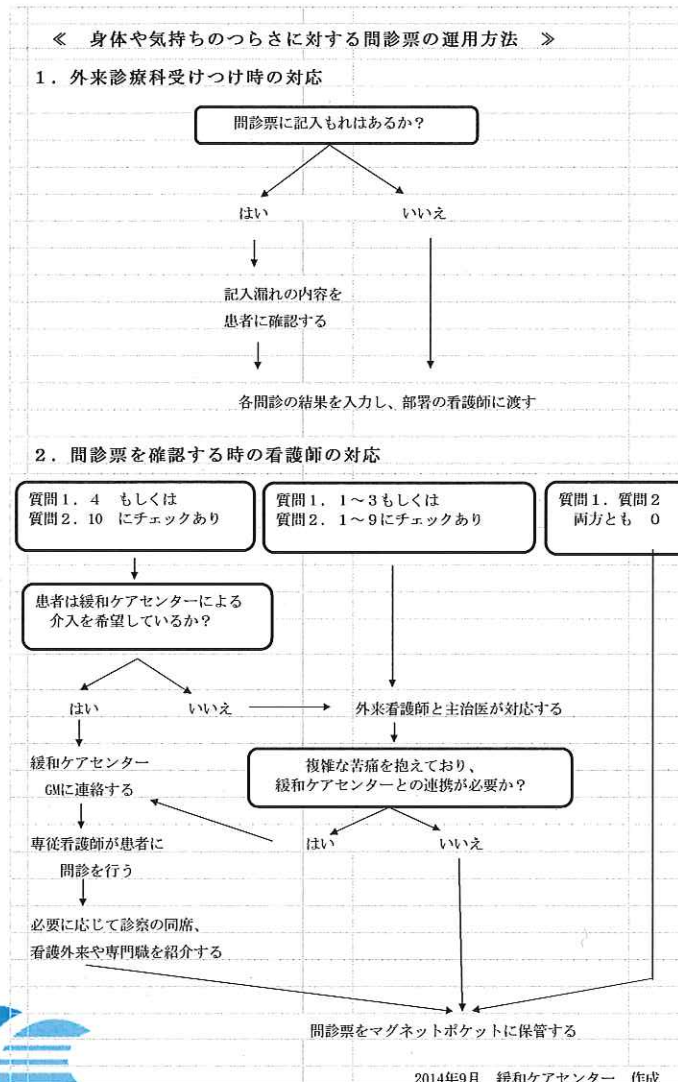 ≪　身体や気持ちのつらさに対する問診票の運用方法　≫
１．外来診療科受けつけ時の対応
問診票に記入もれはあるか？
はい　いいえ
記入漏れの内容を
患者に確認する
各問診の結果を入力し、部署の看護師に渡す
２．問診票を確認する時の看護師の対応
質問１．４　もしくは
質問２．10　にチェックあり
質問１．１～３もしくは
質問２．１～９にチェックあり
質問１．質問２
両方とも　０
患者は緩和ケアセンターによる
介入を希望しているか？
はい　いいえ　外来看護師と主治医が対応する
緩和ケアセンター
GMに連絡する
複雑な苦痛を抱えており、
緩和ケアセンターとの連携が必要か？
専従看護師が患者に
問診を行う
はい　いいえ
必要に応じて診察の同席、
看護外来や専門職を紹介する
問診票をマグネットポケットに保管する
2014年9月　緩和ケアセンター　作成